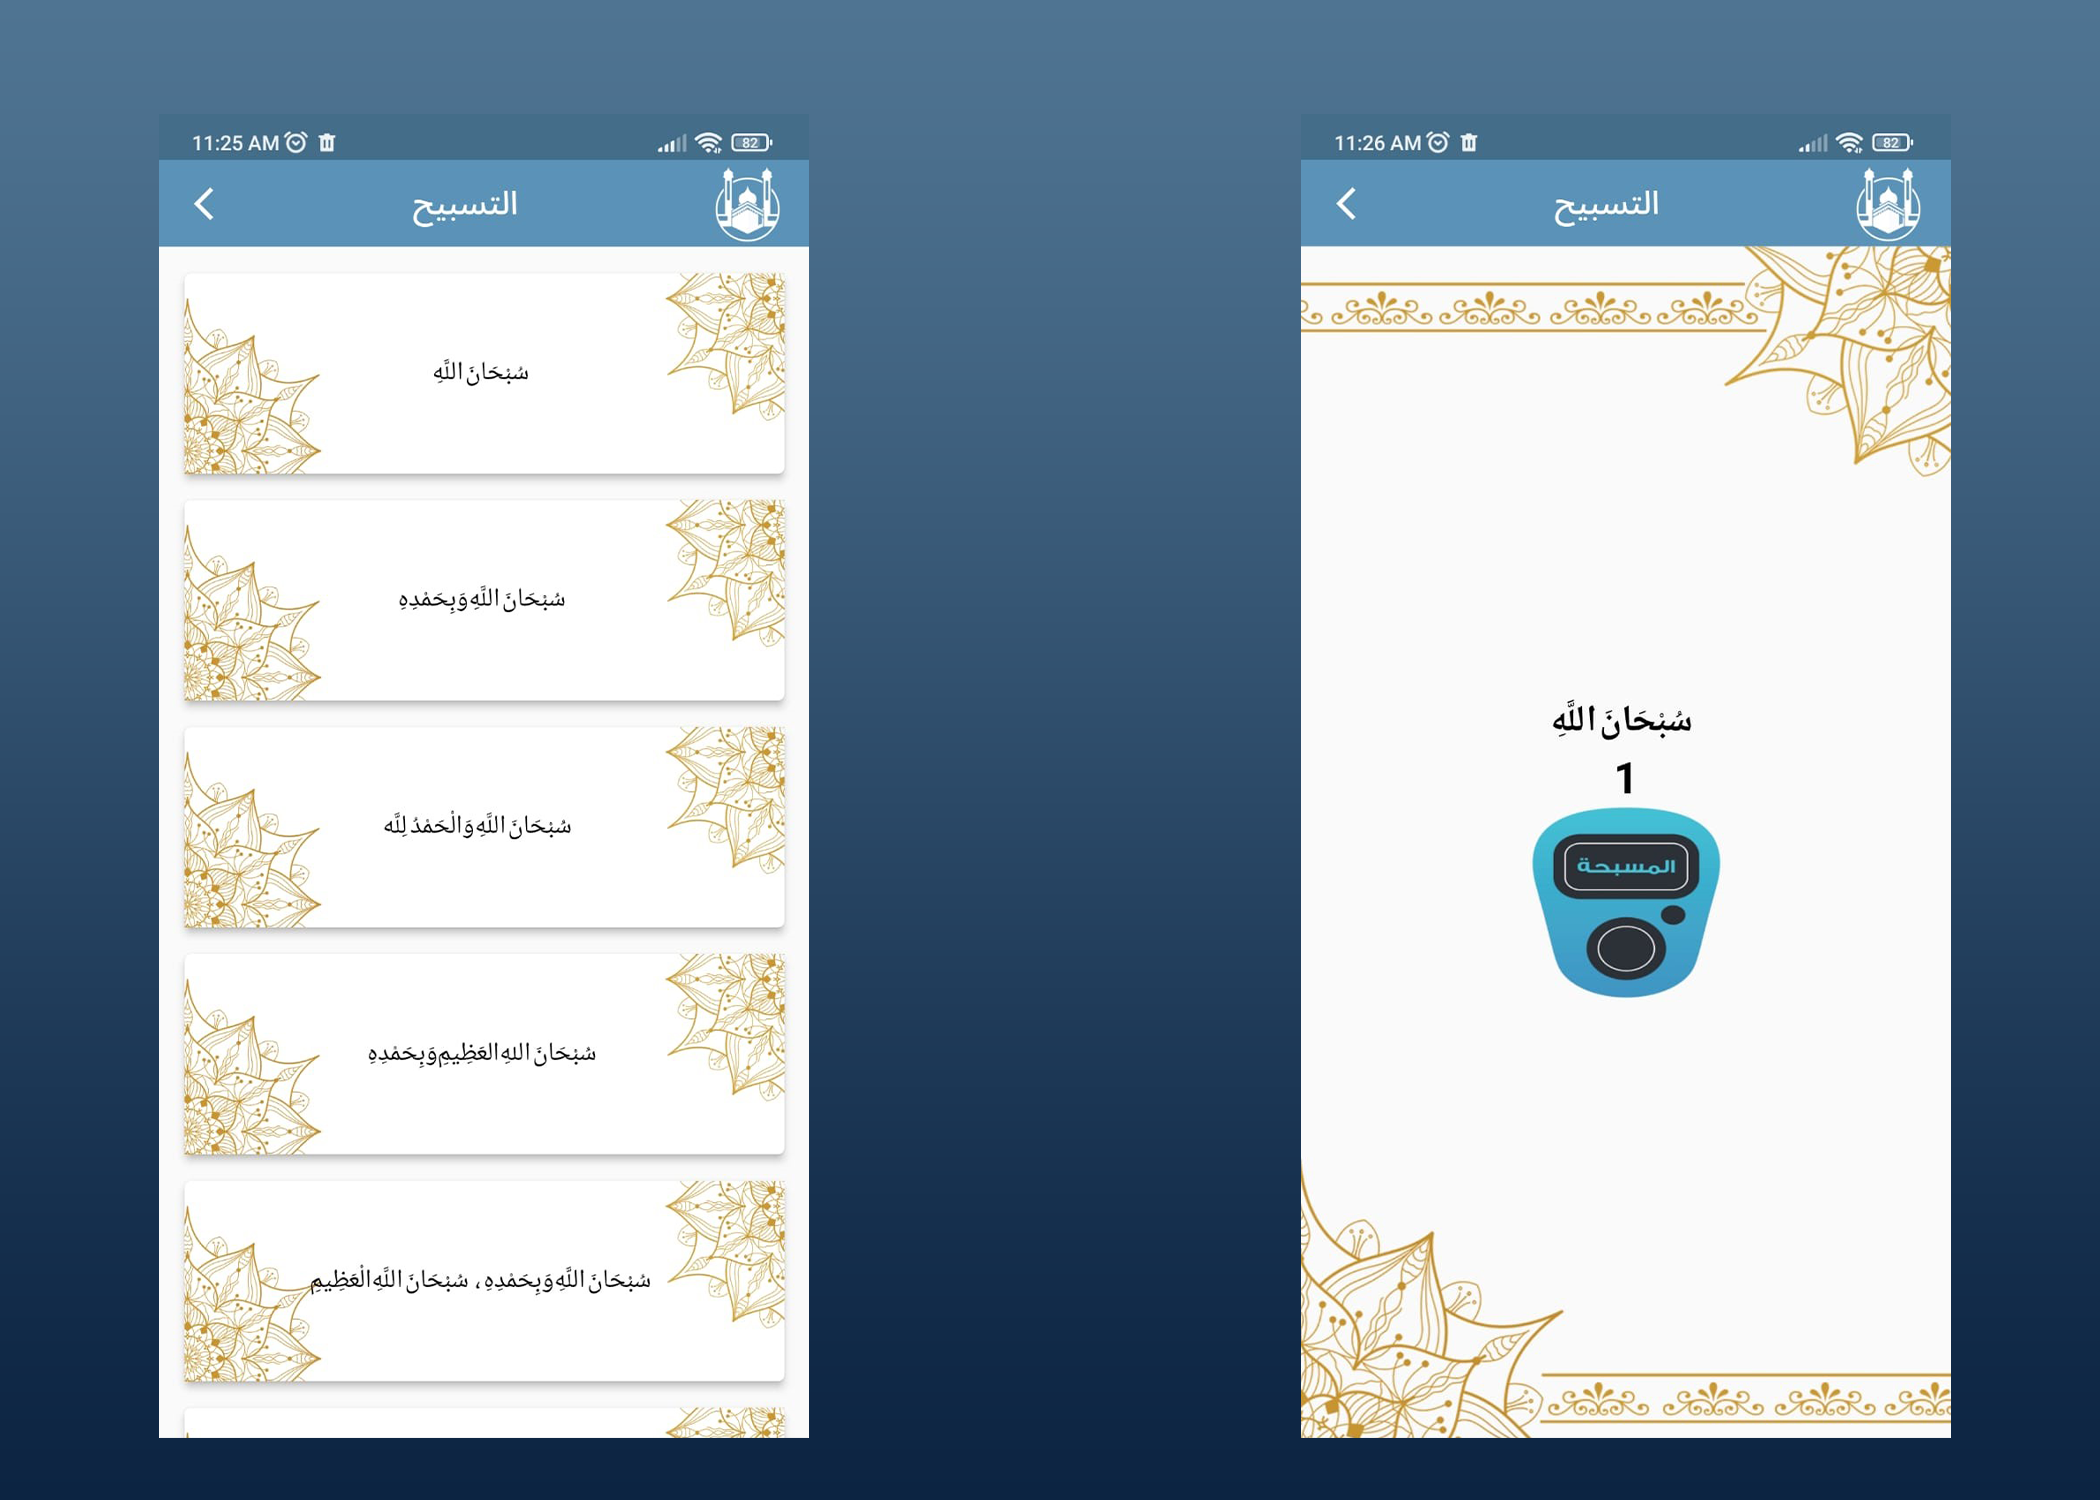 11:25 AM
82
التسبيح
سُبْحَانَ اللَّهِ
سُبْحَانَ اللَّهِ وَبِحَمْدِهِ
سُبْحَانَ اللَّهِ وَالْحَمْدُ لِلَّه
سُبْحَانَ اللهِ العَظِيمِ وَبِحَمْدِهِ
سُبْحَانَ اللَّهِ وَبِحَمْدِهِ ، سُبْحَانَ اللَّهِ الْعَظِيمِ
11:26 AM
82
التسبيح
سُبْحَانَ اللَّهِ
1
المسبحة